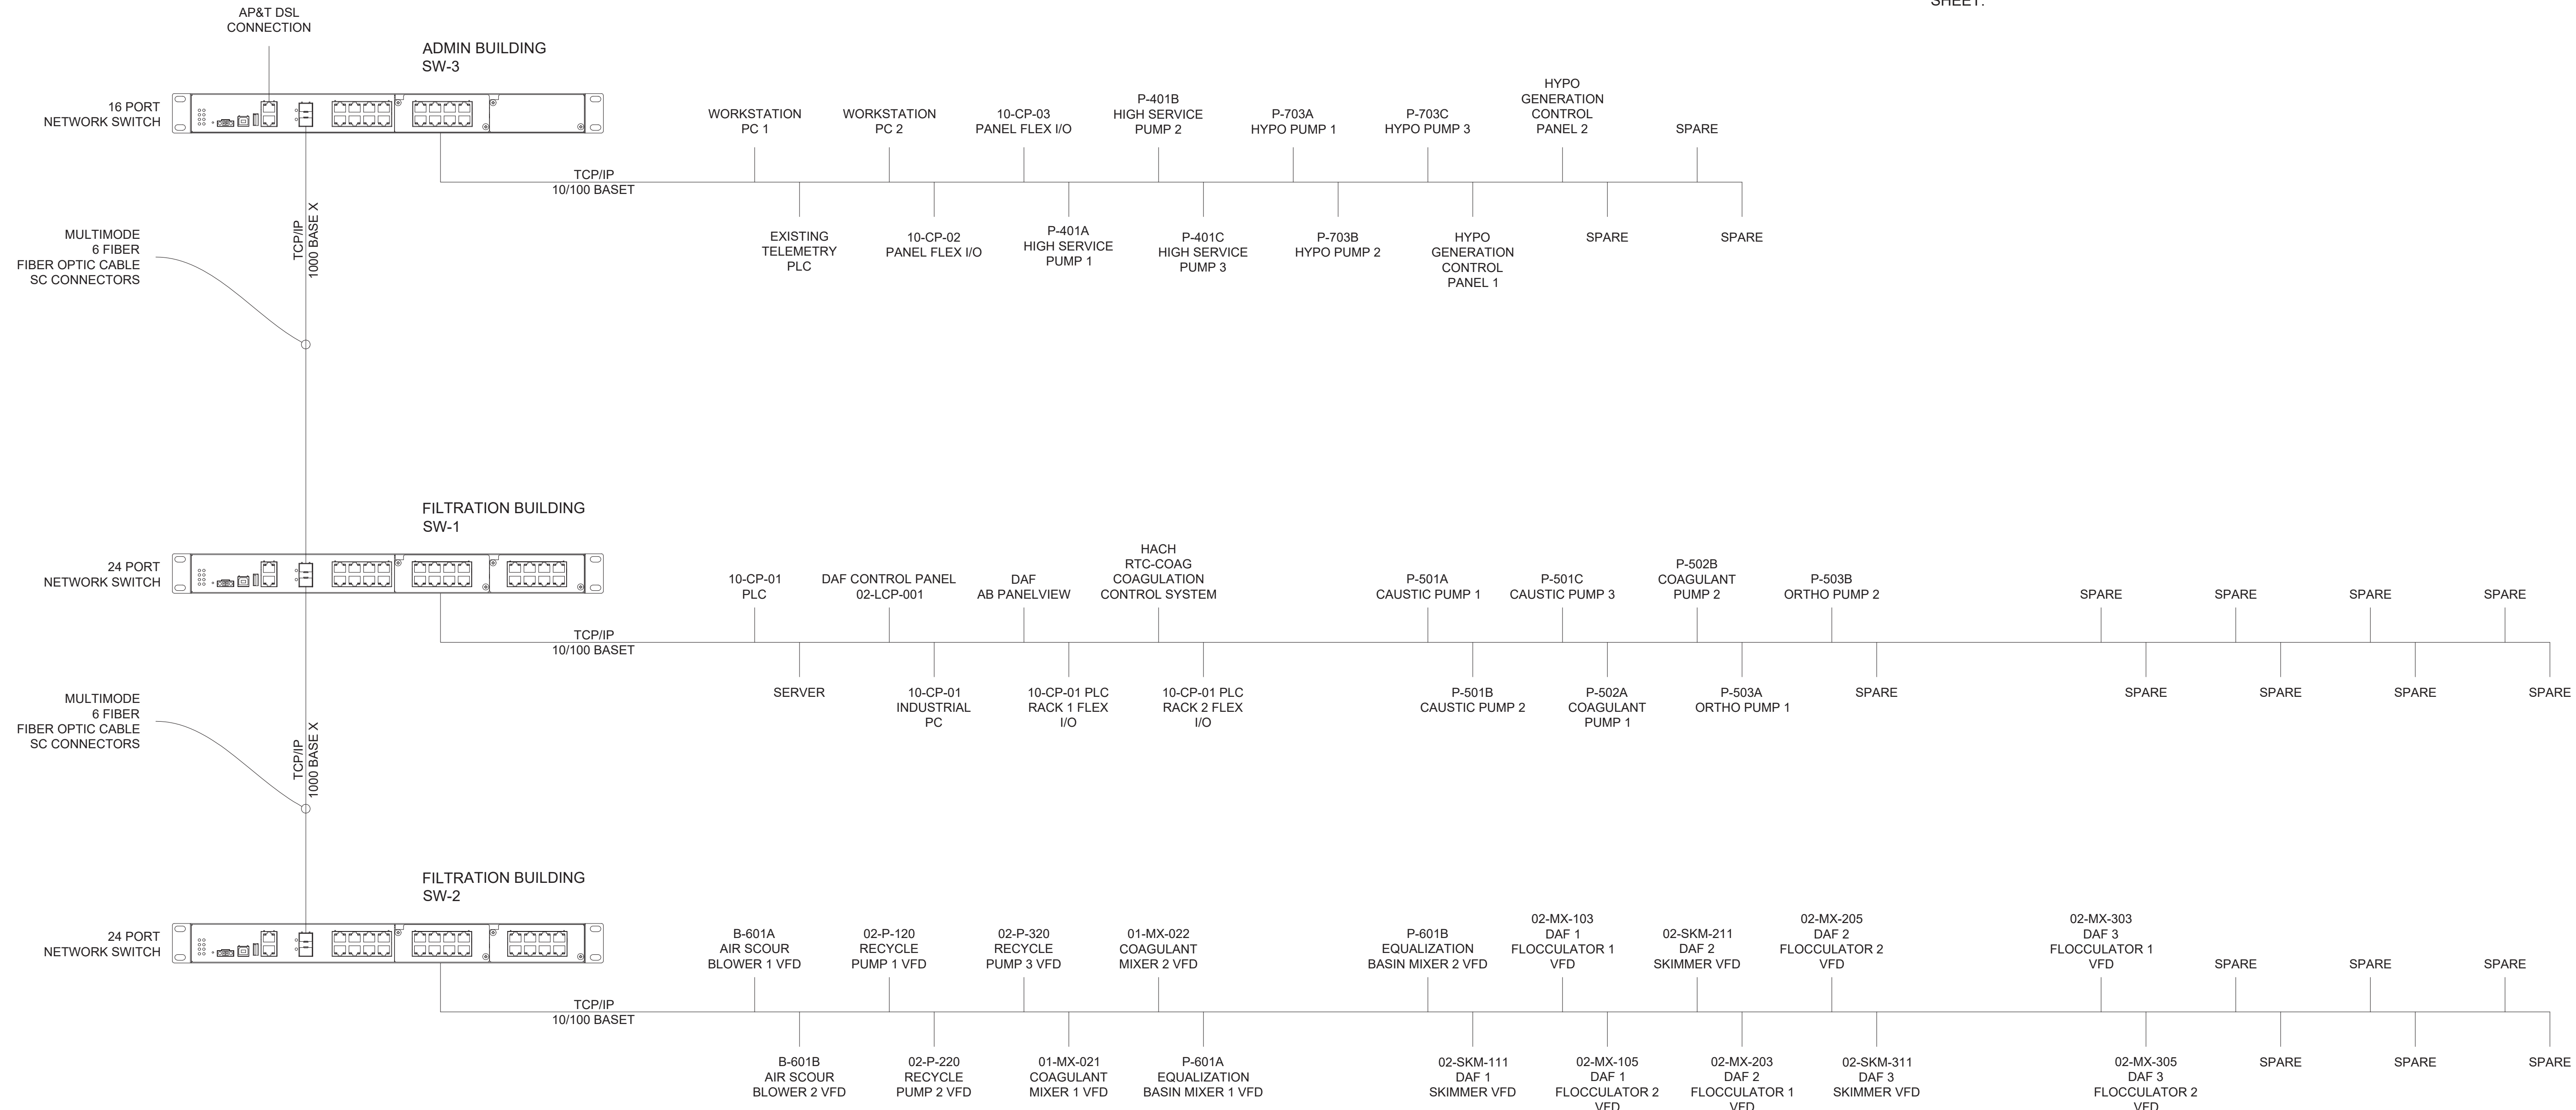 SHEET:
AP&T DSL
CONNECTION
ADMIN BUILDING
SW-3
16 PORT
NETWORK SWITCH
WORKSTATION
PC 1
WORKSTATION
PC 2
10-CP-03
PANEL FLEX I/O
P-401B
HIGH SERVICE
PUMP 2
P-703A
HYPO PUMP 1
P-703C
HYPO PUMP 3
HYPO
GENERATION
CONTROL
PANEL 2
SPARE
TCP/IP
10/100 BASET
EXISTING
TELEMETRY
PLC
10-CP-02
PANEL FLEX I/O
P-401A
HIGH SERVICE
PUMP 1
P-401C
HIGH SERVICE
PUMP 3
P-703B
HYPO PUMP 2
HYPO
GENERATION
CONTROL
PANEL 1
SPARE
SPARE
MULTIMODE
6 FIBER
FIBER OPTIC CABLE
SC CONNECTORS
TCP/IP
1000 BASE X
FILTRATION BUILDING
SW-1
24 PORT
NETWORK SWITCH
10-CP-01
PLC
DAF CONTROL PANEL
02-LCP-001
DAF
AB PANELVIEW
HACH
RTC-COAG
COAGULATION
CONTROL SYSTEM
P-501A
CAUSTIC PUMP 1
P-501C
CAUSTIC PUMP 3
P-502B
COAGULANT
PUMP 2
P-503B
ORTHO PUMP 2
SPARE
SPARE
SPARE
SPARE
TCP/IP
10/100 BASET
SERVER
10-CP-01
INDUSTRIAL
PC
10-CP-01 PLC
RACK 1 FLEX
I/O
10-CP-01 PLC
RACK 2 FLEX
I/O
P-501B
CAUSTIC PUMP 2
P-502A
COAGULANT
PUMP 1
P-503A
ORTHO PUMP 1
SPARE
SPARE
SPARE
SPARE
SPARE
MULTIMODE
6 FIBER
FIBER OPTIC CABLE
SC CONNECTORS
TCP/IP
1000 BASE X
FILTRATION BUILDING
SW-2
24 PORT
NETWORK SWITCH
B-601A
AIR SCOUR
BLOWER 1 VFD
02-P-120
RECYCLE
PUMP 1 VFD
02-P-320
RECYCLE
PUMP 3 VFD
01-MX-022
COAGULANT
MIXER 2 VFD
P-601B
EQUALIZATION
BASIN MIXER 2 VFD
02-MX-103
DAF 1
FLOCCULATOR 1
VFD
02-SKM-211
DAF 2
SKIMMER VFD
02-MX-205
DAF 2
FLOCCULATOR 2
VFD
02-MX-303
DAF 3
FLOCCULATOR 1
VFD
SPARE
SPARE
SPARE
TCP/IP
10/100 BASET
B-601B
AIR SCOUR
BLOWER 2 VFD
02-P-220
RECYCLE
PUMP 2 VFD
01-MX-021
COAGULANT
MIXER 1 VFD
P-601A
EQUALIZATION
BASIN MIXER 1 VFD
02-SKM-111
DAF 1
SKIMMER VFD
02-MX-105
DAF 1
FLOCCULATOR 2
VFD
02-MX-203
DAF 2
FLOCCULATOR 1
VFD
02-SKM-311
DAF 3
SKIMMER VFD
02-MX-305
DAF 3
FLOCCULATOR 2
VFD
SPARE
SPARE
SPARE